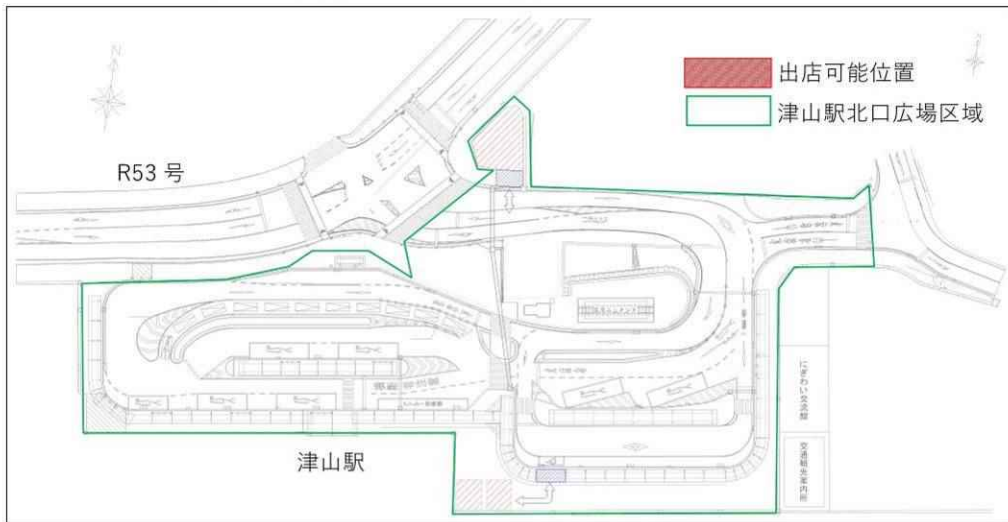 N
出店可能位置
津山駅北口広場区域
R53 号
にぎわい交流館
交通観光案内所
津山駅